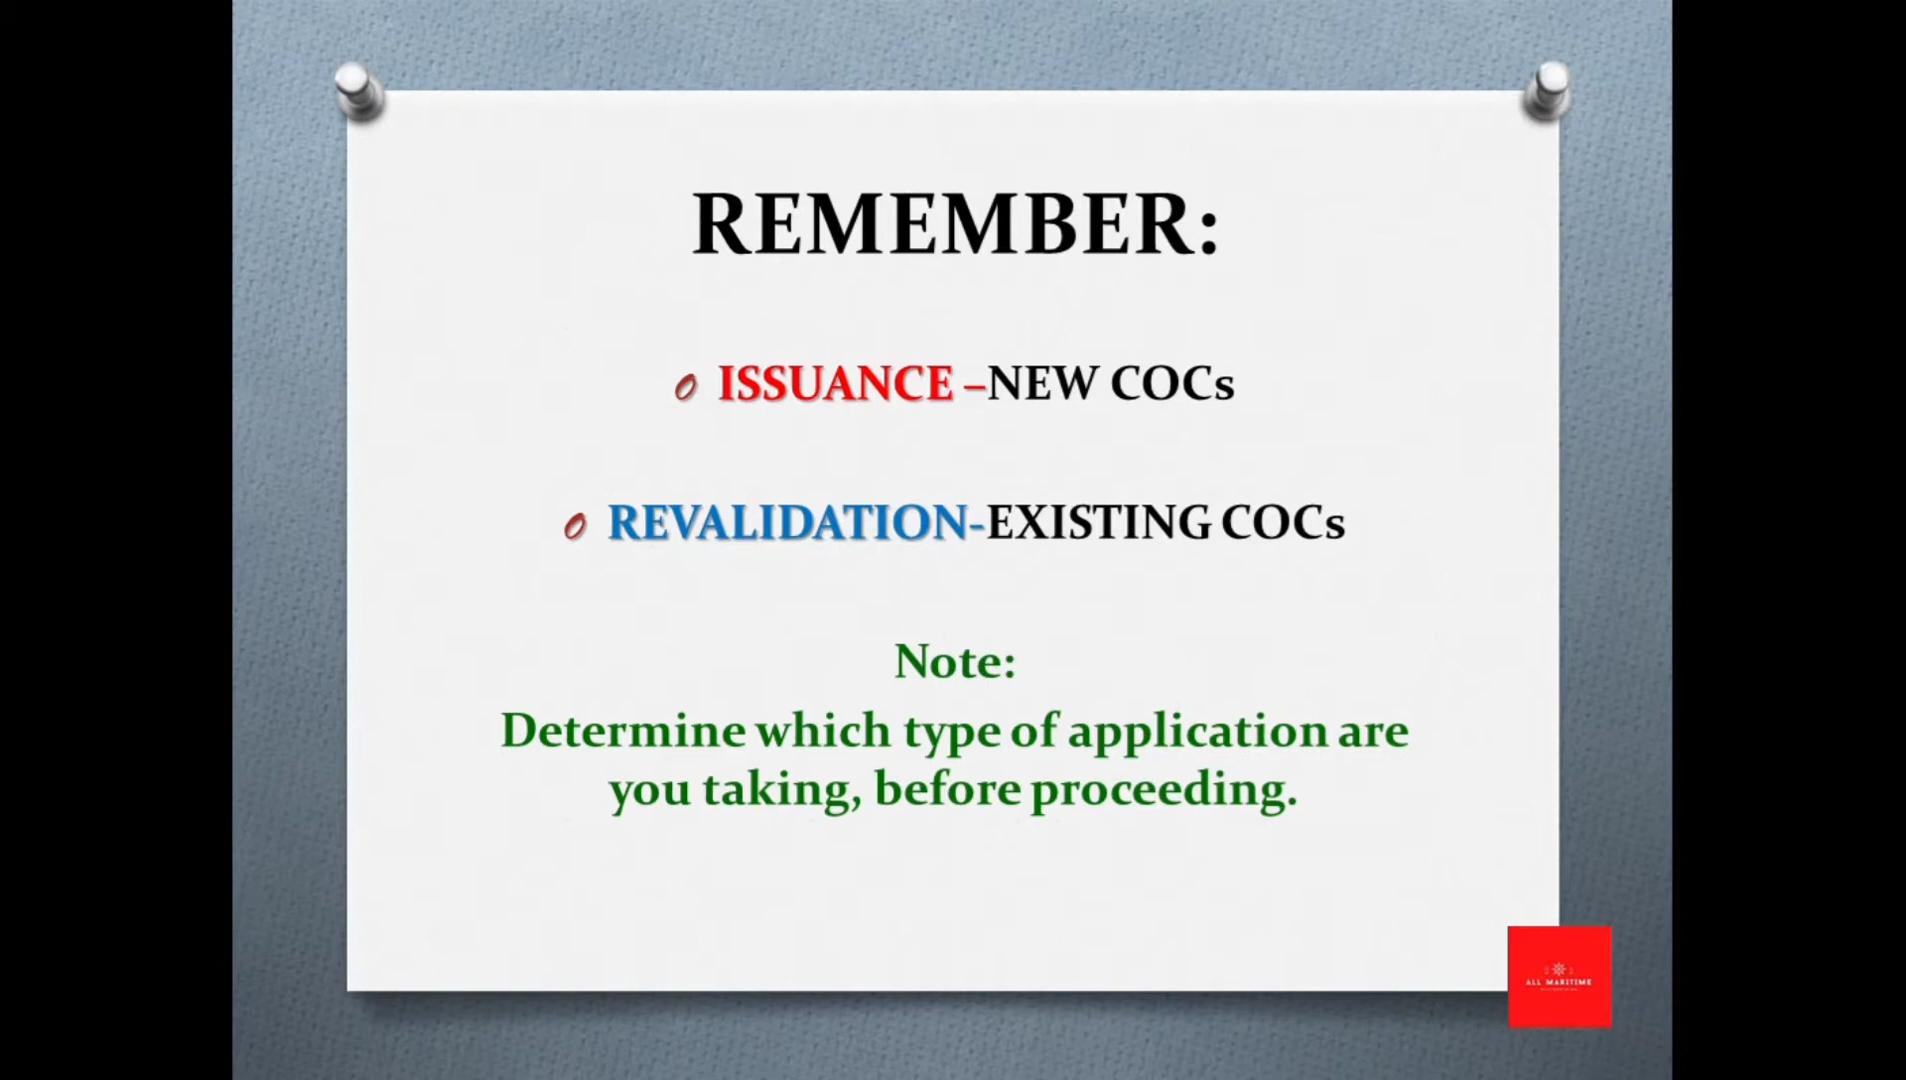 REMEMBER:
ISSUANCE –NEW COCs
REVALIDATION-EXISTING COCs
Note:
Determine which type of application are
you taking, before proceeding.
ALL MARITIME